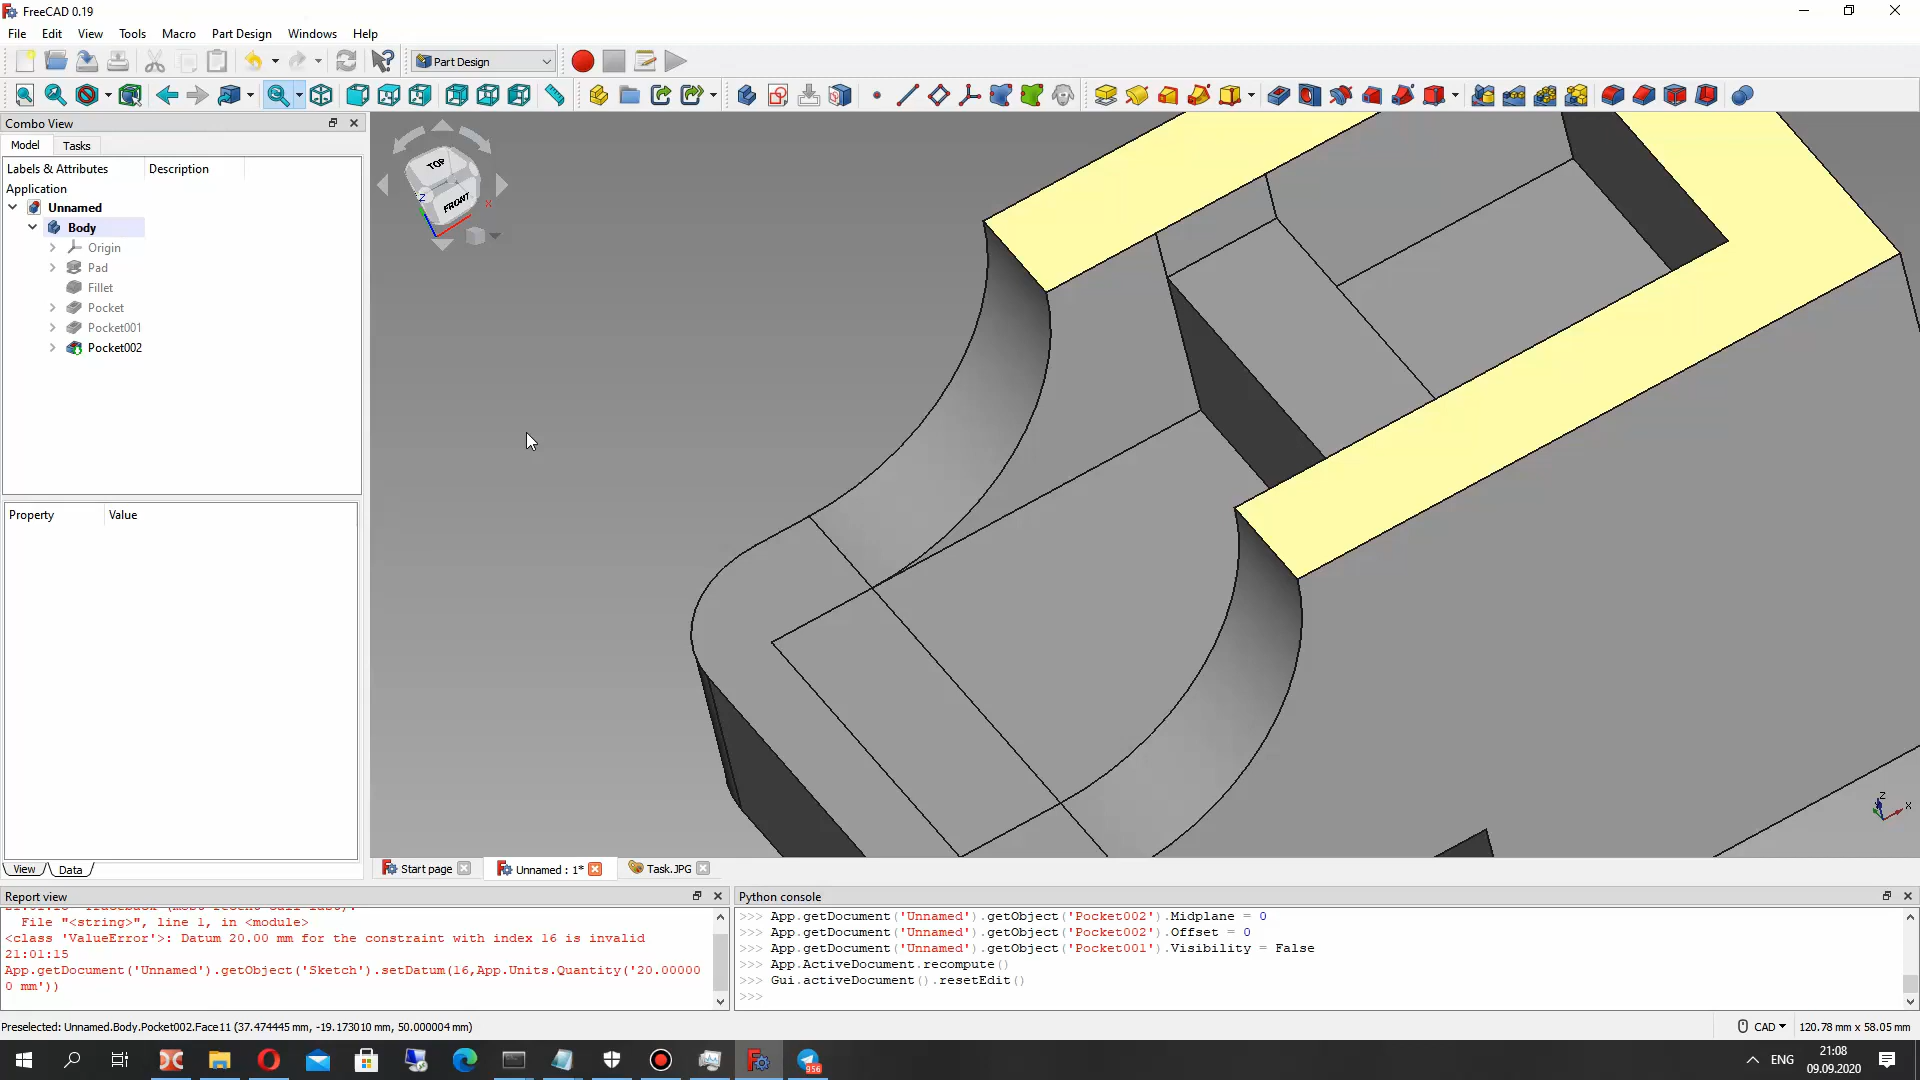 FreeCAD 0.19
File Edit View Tools Macro Part Design Windows Help
Part Design
Combo View
Model Tasks
Labels & Attributes Description
Application
Unnamed
Body
Origin
Pad
Fillet
Pocket
Pocket001
Pocket002
Property Value
View Data
TOP
FRONT
Z
X
Z
X
Start page Unnamed : 1* Task.JPG
Report view
File "<string>", line 1, in <module>
<class 'ValueError'>: Datum 20.00 mm for the constraint with index 16 is invalid
21:01:15
App.getDocument('Unnamed').getObject('Sketch').setDatum(16,App.Units.Quantity('20.00000
0 mm'))
Python console
>>> App.getDocument('Unnamed').getObject('Pocket002').Midplane = 0
>>> App.getDocument('Unnamed').getObject('Pocket002').Offset = 0
>>> App.getDocument('Unnamed').getObject('Pocket001').Visibility = False
>>> App.ActiveDocument.recompute()
>>> Gui.activeDocument().resetEdit()
>>>
Preselected: Unnamed.Body.Pocket002.Face11 (37.474445 mm, -19.173010 mm, 50.000004 mm)
CAD 120.78 mm x 58.05 mm
956
ENG
21:08
09.09.2020